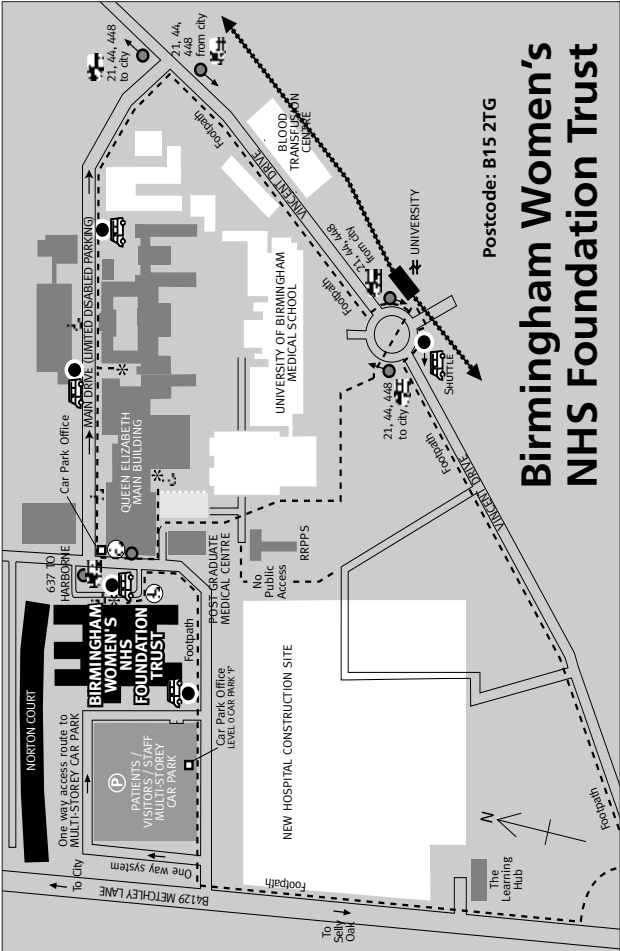 Birmingham Women's
NHS Foundation Trust
Postcode: B15 2TG
21, 44, 448
to city
21, 44,
448
from city
Footpath
BLOOD
TRANSFUSION
CENTRE
VINCENT DRIVE
MAIN DRIVE (LIMITED DISABLED PARKING)
Footpath
21, 44, 448
from city
UNIVERSITY
UNIVERSITY OF BIRMINGHAM
MEDICAL SCHOOL
SHUTTLE
21, 44, 448
to city
Car Park Office
QUEEN ELIZABETH
MAIN BUILDING
Footpath
VINCENT
DRIVE
637 TO
HARBORNE
POST GRADUATE
MEDICAL CENTRE
RRPPS
No
Public
Access
NORTON COURT
BIRMINGHAM
WOMEN'S
NHS
FOUNDATION
TRUST
Footpath
Car Park Office
LEVEL 0 CAR PARK 'F'
One way access route to
MULTI-STOREY CAR PARK
P
PATIENTS /
VISITORS / STAFF
MULTI-STOREY
CAR PARK
One way system
To City
B4129 METCHLEY LANE
NEW HOSPITAL CONSTRUCTION SITE
N
Footpath
Footpath
To
Selly
Oak
The
Learning
Hub